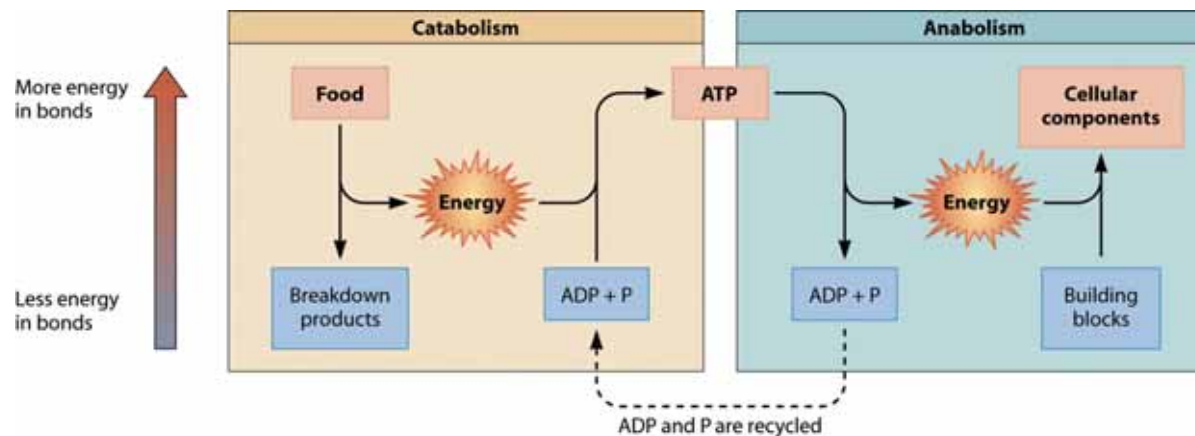 Catabolism
Anabolism
More energy
in bonds
Food
ATP
Cellular
components
Energy
Energy
Less energy
in bonds
Breakdown
products
ADP + P
ADP + P
Building
blocks
ADP and P are recycled